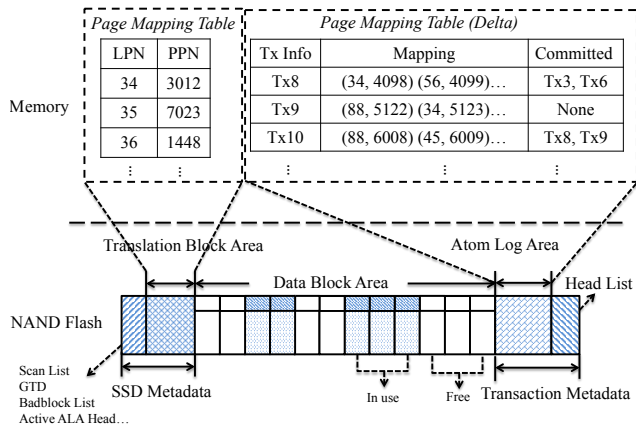 Page Mapping Table
Page Mapping Table (Delta)
LPN PPN
34 3012
35 7023
36 1448
⋮ ⋮
Tx Info Mapping Committed
Tx8 (34, 4098) (56, 4099)… Tx3, Tx6
Tx9 (88, 5122) (34, 5123)… None
Tx10 (88, 6008) (45, 6009)… Tx8, Tx9
⋮ ⋮ ⋮
Memory
Translation Block Area
Atom Log Area
Data Block Area
Head List
NAND Flash
Scan List
GTD
Badblock List
Active ALA Head…
SSD Metadata
In use
Free
Transaction Metadata